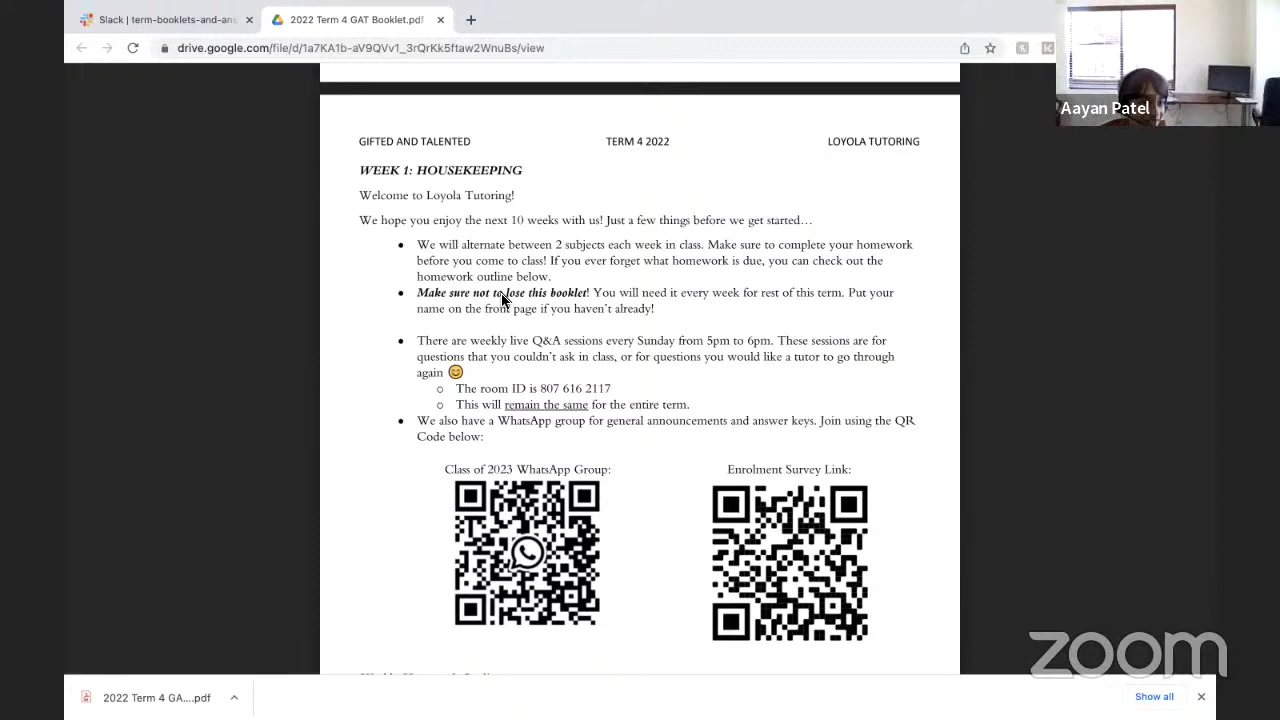 Slack | term-booklets-and-ans
2022 Term 4 GAT Booklet.pdf
drive.google.com/file/d/1a7KA1b-aV9QVv1_3rQrKk5ftaw2WnuBs/view
Aayan Patel
GIFTED AND TALENTED TERM 4 2022 LOYOLA TUTORING
WEEK 1: HOUSEKEEPING
Welcome to Loyola Tutoring!
We hope you enjoy the next 10 weeks with us! Just a few things before we get started…
• We will alternate between 2 subjects each week in class. Make sure to complete your homework
before you come to class! If you ever forget what homework is due, you can check out the
homework outline below.
• Make sure not to lose this booklet! You will need it every week for rest of this term. Put your
name on the front page if you haven't already!
• There are weekly live Q&A sessions every Sunday from 5pm to 6pm. These sessions are for
questions that you couldn't ask in class, or for questions you would like a tutor to go through
again 😊
o The room ID is 807 616 2117
o This will remain the same for the entire term.
• We also have a WhatsApp group for general announcements and answer keys. Join using the QR
Code below:
Class of 2023 WhatsApp Group: Enrolment Survey Link:
zoom
2022 Term 4 GA....pdf
Show all